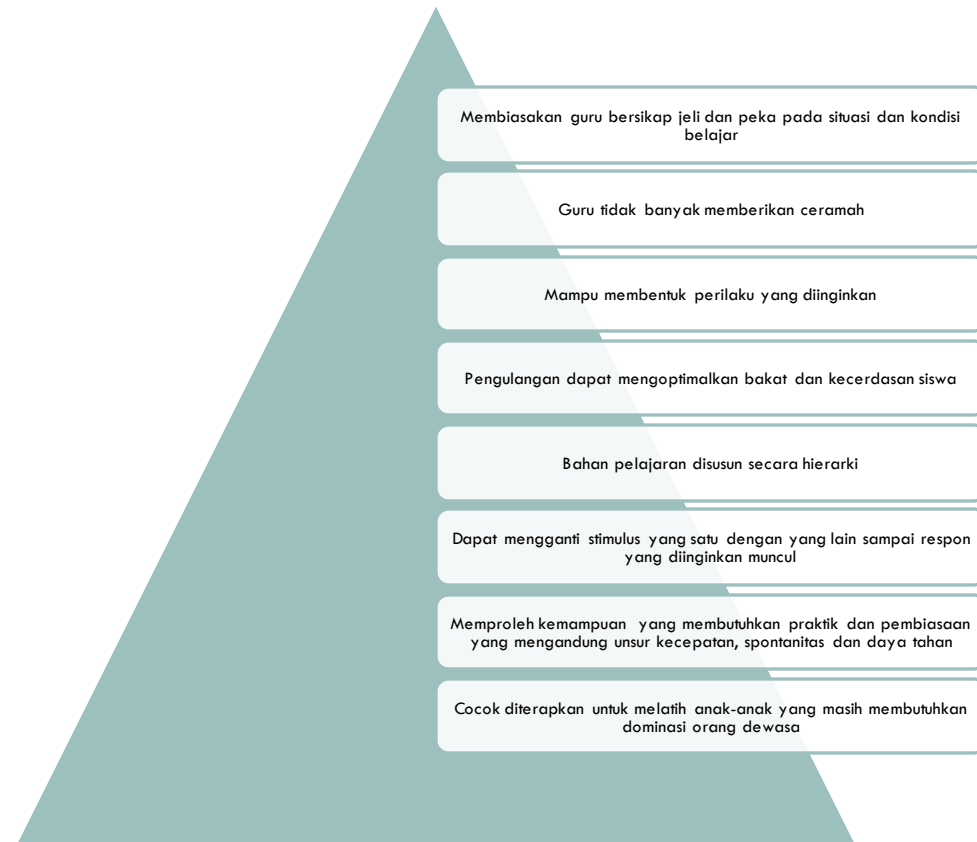 Membiasakan guru bersikap jeli dan peka pada situasi dan kondisi
belajar
Guru tidak banyak memberikan ceramah
Mampu membentuk perilaku yang diinginkan
Pengulangan dapat mengoptimalkan bakat dan kecerdasan siswa
Bahan pelajaran disusun secara hierarki
Dapat mengganti stimulus yang satu dengan yang lain sampai respon
yang diinginkan muncul
Memproleh kemampuan yang membutuhkan praktik dan pembiasaan
yang mengandung unsur kecepatan, spontanitas dan daya tahan
Cocok diterapkan untuk melatih anak-anak yang masih membutuhkan
dominasi orang dewasa